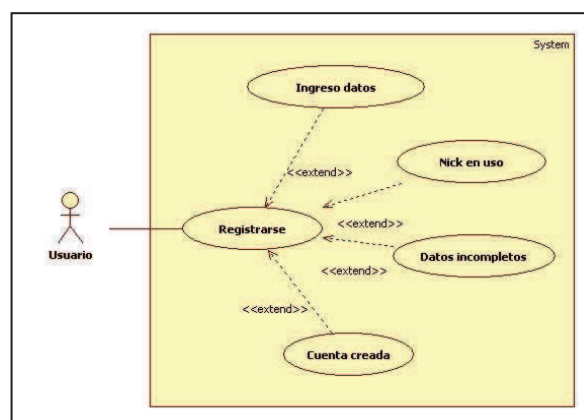 System
Ingreso datos
Nick en uso
<<extend>>
Registrarse
<<extend>>
Usuario
Datos incompletos
<<extend>>
<<extend>>
Cuenta creada